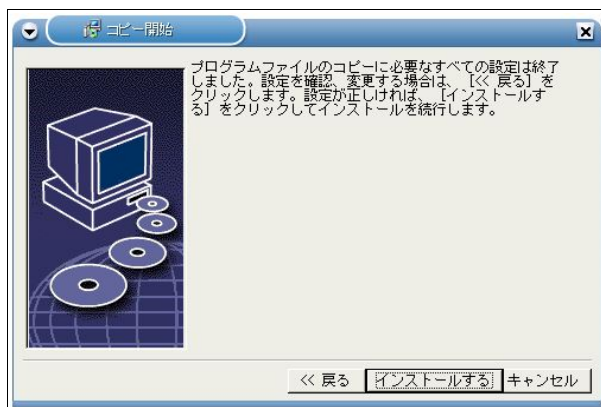 コピー開始
プログラムファイルのコピーに必要なすべての設定は終了
しました。設定を確認、変更する場合は、［<< 戻る］を
クリックします。設定が正しければ、［インストールす
る］をクリックしてインストールを続行します。
<< 戻る インストールする キャンセル